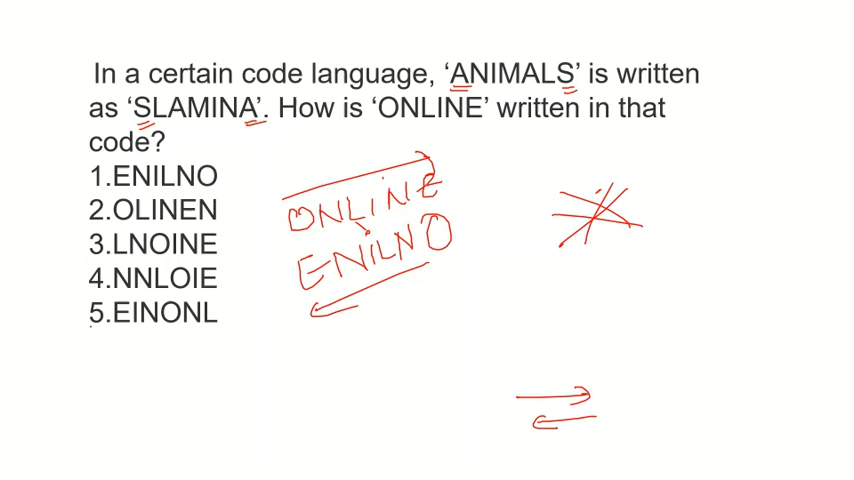 In a certain code language, ‘ANIMALS’ is written
as ‘SLAMINA’. How is ‘ONLINE’ written in that
code?
1.ENILNO
2.OLINEN
3.LNOINE
4.NNLOIE
5.EINONL
ONLINE
ENILNO